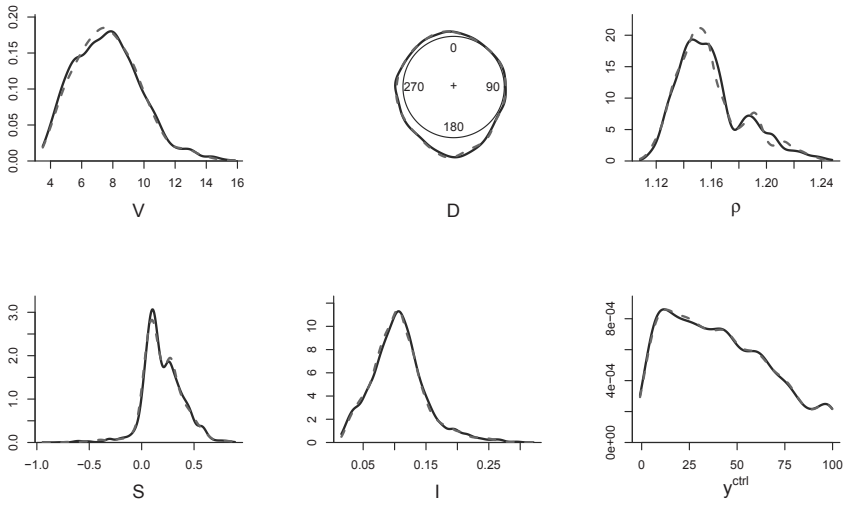 0.00 0.05 0.10 0.15 0.20
4 6 8 10 12 14 16
V
0
270 + 90
180
D
0 5 10 15 20
1.12 1.16 1.20 1.24
ρ
0.0 1.0 2.0 3.0
−1.0 −0.5 0.0 0.5
S
0 2 4 6 8 10
0.05 0.15 0.25
I
0e+00 4e−04 8e−04
0 25 50 75 100
y^ctrl